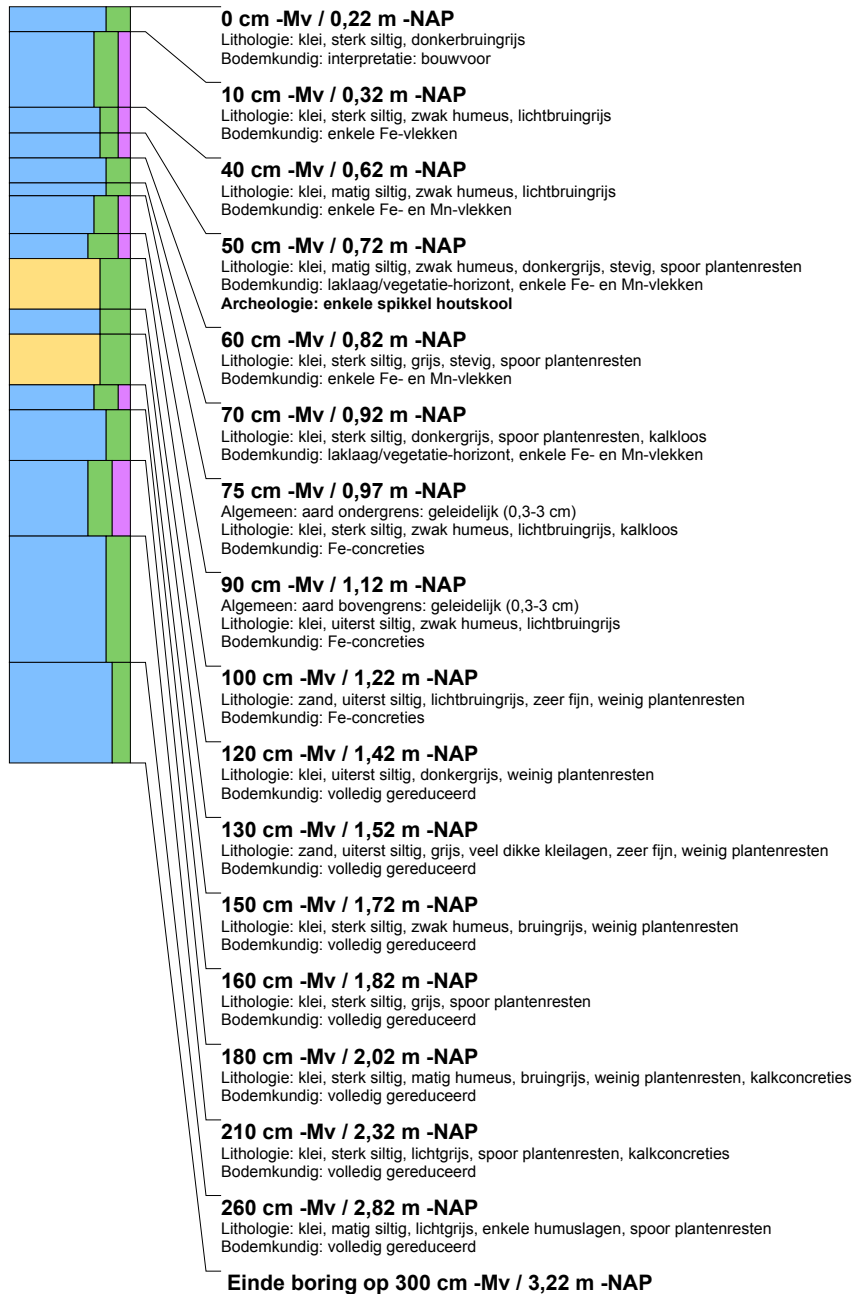 0 cm -Mv / 0,22 m -NAP
Lithologie: klei, sterk siltig, donkerbruingrijs
Bodemkundig: interpretatie: bouwvoor
10 cm -Mv / 0,32 m -NAP
Lithologie: klei, sterk siltig, zwak humeus, lichtbruingrijs
Bodemkundig: enkele Fe-vlekken
40 cm -Mv / 0,62 m -NAP
Lithologie: klei, matig siltig, zwak humeus, lichtbruingrijs
Bodemkundig: enkele Fe- en Mn-vlekken
50 cm -Mv / 0,72 m -NAP
Lithologie: klei, matig siltig, zwak humeus, donkergrijs, stevig, spoor plantenresten
Bodemkundig: laklaag/vegetatie-horizont, enkele Fe- en Mn-vlekken
Archeologie: enkele spikkel houtskool
60 cm -Mv / 0,82 m -NAP
Lithologie: klei, sterk siltig, grijs, stevig, spoor plantenresten
Bodemkundig: enkele Fe- en Mn-vlekken
70 cm -Mv / 0,92 m -NAP
Lithologie: klei, sterk siltig, donkergrijs, spoor plantenresten, kalkloos
Bodemkundig: laklaag/vegetatie-horizont, enkele Fe- en Mn-vlekken
75 cm -Mv / 0,97 m -NAP
Algemeen: aard ondergrens: geleidelijk (0,3-3 cm)
Lithologie: klei, sterk siltig, zwak humeus, lichtbruingrijs, kalkloos
Bodemkundig: Fe-concreties
90 cm -Mv / 1,12 m -NAP
Algemeen: aard bovengrens: geleidelijk (0,3-3 cm)
Lithologie: klei, uiterst siltig, zwak humeus, lichtbruingrijs
Bodemkundig: Fe-concreties
100 cm -Mv / 1,22 m -NAP
Lithologie: zand, uiterst siltig, lichtbruingrijs, zeer fijn, weinig plantenresten
Bodemkundig: Fe-concreties
120 cm -Mv / 1,42 m -NAP
Lithologie: klei, uiterst siltig, donkergrijs, weinig plantenresten
Bodemkundig: volledig gereduceerd
130 cm -Mv / 1,52 m -NAP
Lithologie: zand, uiterst siltig, grijs, veel dikke kleilagen, zeer fijn, weinig plantenresten
Bodemkundig: volledig gereduceerd
150 cm -Mv / 1,72 m -NAP
Lithologie: klei, sterk siltig, zwak humeus, bruingrijs, weinig plantenresten
Bodemkundig: volledig gereduceerd
160 cm -Mv / 1,82 m -NAP
Lithologie: klei, sterk siltig, grijs, spoor plantenresten
Bodemkundig: volledig gereduceerd
180 cm -Mv / 2,02 m -NAP
Lithologie: klei, sterk siltig, matig humeus, bruingrijs, weinig plantenresten, kalkconcreties
Bodemkundig: volledig gereduceerd
210 cm -Mv / 2,32 m -NAP
Lithologie: klei, sterk siltig, lichtgrijs, spoor plantenresten, kalkconcreties
Bodemkundig: volledig gereduceerd
260 cm -Mv / 2,82 m -NAP
Lithologie: klei, matig siltig, lichtgrijs, enkele humuslagen, spoor plantenresten
Bodemkundig: volledig gereduceerd
Einde boring op 300 cm -Mv / 3,22 m -NAP